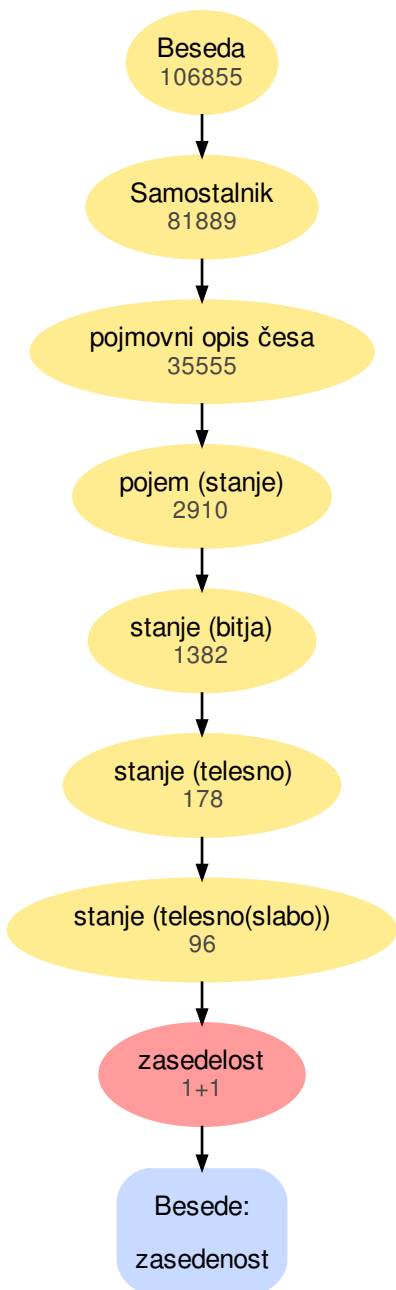 Beseda
106855
Samostalnik
81889
pojmovni opis česa
35555
pojem (stanje)
2910
stanje (bitja)
1382
stanje (telesno)
178
stanje (telesno(slabo))
96
zasedelost
1+1
Besede:
zasedenost